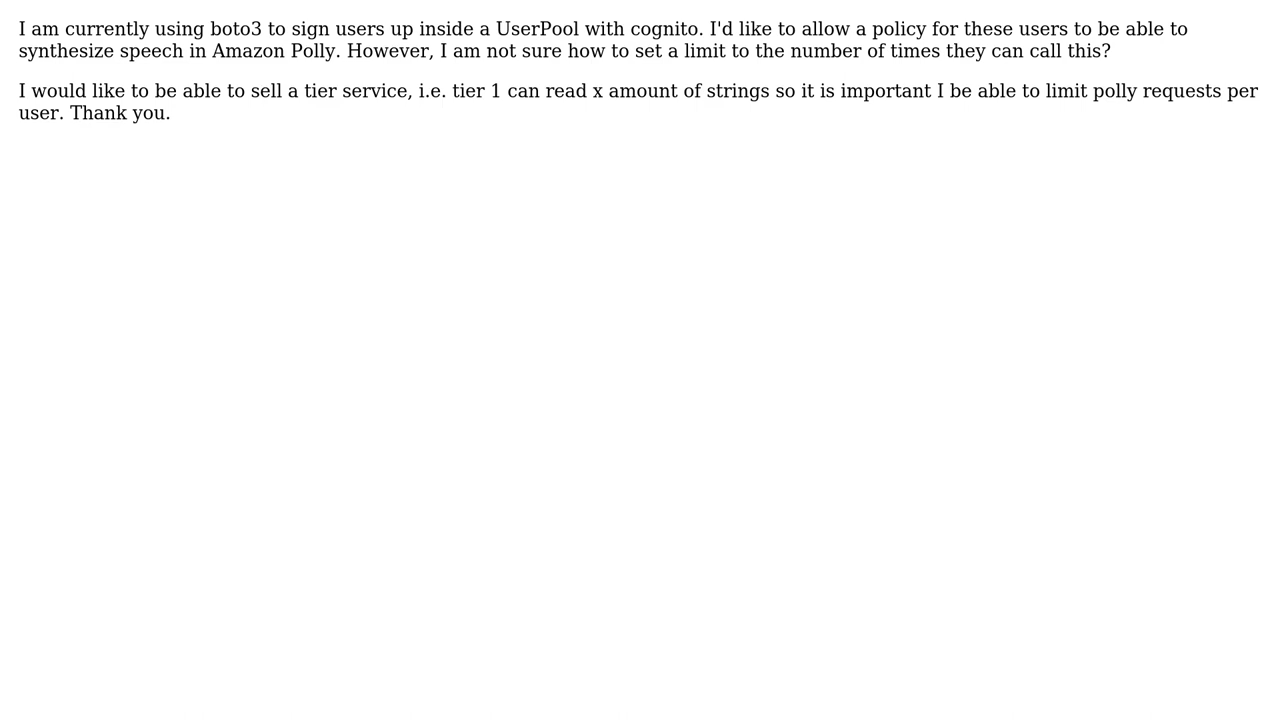 I am currently using boto3 to sign users up inside a UserPool with cognito. I'd like to allow a policy for these users to be able to
synthesize speech in Amazon Polly. However, I am not sure how to set a limit to the number of times they can call this?
I would like to be able to sell a tier service, i.e. tier 1 can read x amount of strings so it is important I be able to limit polly requests per
user. Thank you.